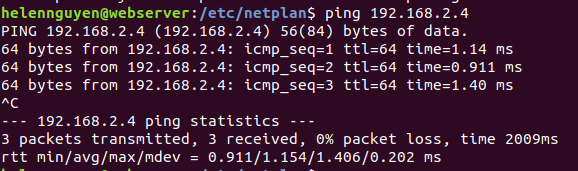 helennguyen@webserver:/etc/netplan$ ping 192.168.2.4
PING 192.168.2.4 (192.168.2.4) 56(84) bytes of data.
64 bytes from 192.168.2.4: icmp_seq=1 ttl=64 time=1.14 ms
64 bytes from 192.168.2.4: icmp_seq=2 ttl=64 time=0.911 ms
64 bytes from 192.168.2.4: icmp_seq=3 ttl=64 time=1.40 ms
^C
--- 192.168.2.4 ping statistics ---
3 packets transmitted, 3 received, 0% packet loss, time 2009ms
rtt min/avg/max/mdev = 0.911/1.154/1.406/0.202 ms